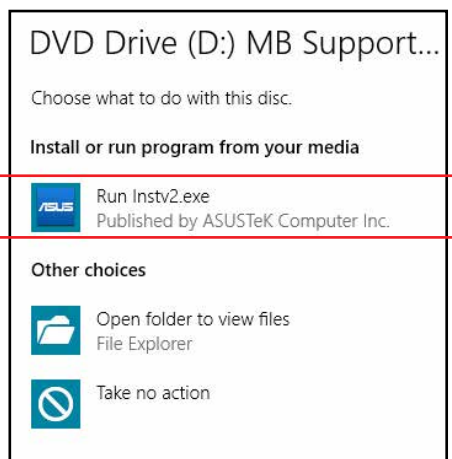 DVD Drive (D:) MB Support...
Choose what to do with this disc.
Install or run program from your media
ASUS
Run Instv2.exe
Published by ASUSTeK Computer Inc.
Other choices
Open folder to view files
File Explorer
Take no action